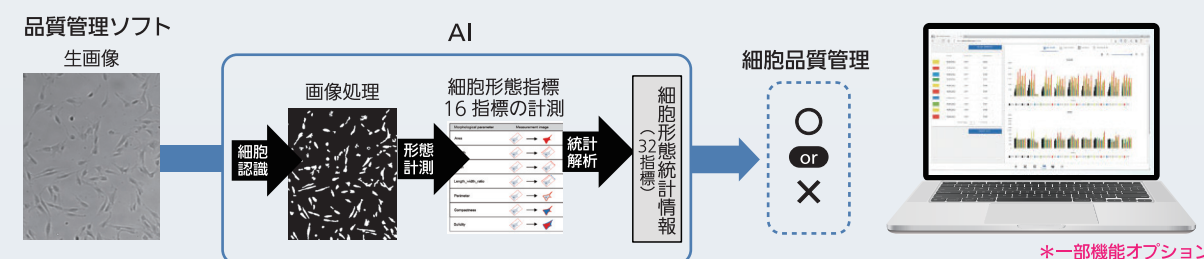 品質管理ソフト
生画像
AI
細胞
認識
画像処理
形態
計測
細胞形態指標
16 指標の計測
Morphological parameter
Measurement image
Area
Length_width_ratio
Perimeter
Compactness
Solidity
統計
解析
細胞形態統計情報
（32指標）
細胞品質管理
○
or
×
＊一部機能オプション